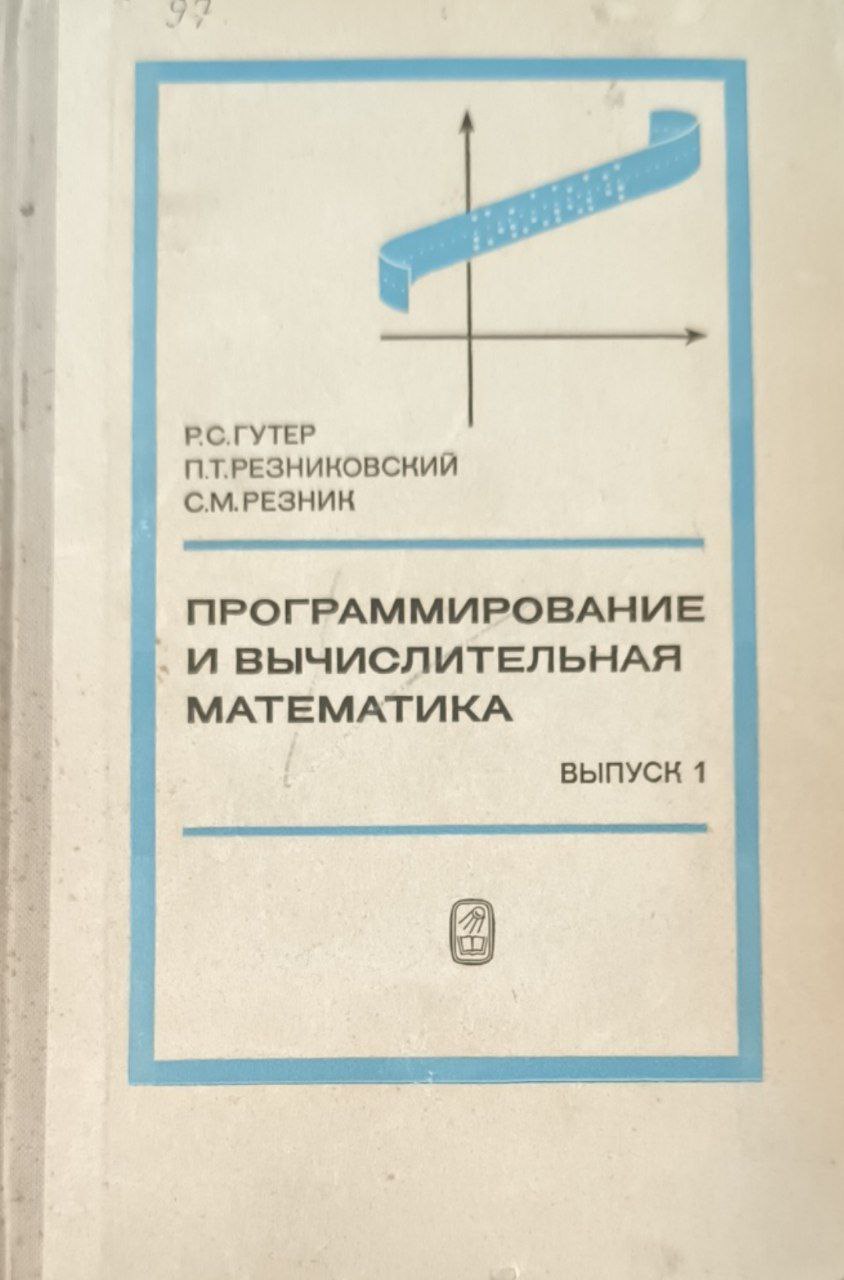 97
Р.С.ГУТЕР
П.Т.РЕЗНИКОВСКИЙ
С.М.РЕЗНИК
ПРОГРАММИРОВАНИЕ
И ВЫЧИСЛИТЕЛЬНАЯ
МАТЕМАТИКА
ВЫПУСК 1